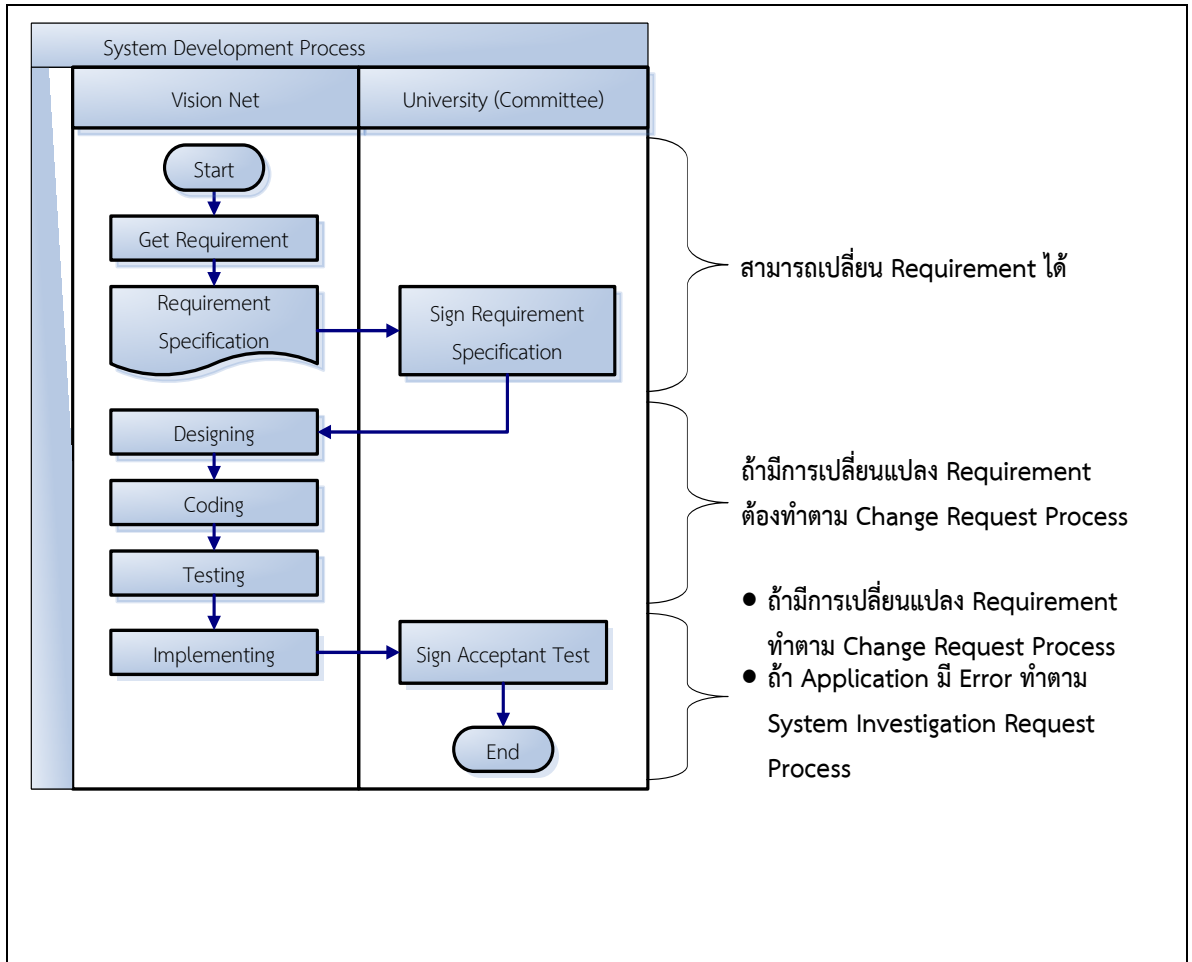 System Development Process
Vision Net
University (Committee)
Start
Get Requirement
Requirement
Specification
Sign Requirement
Specification
สามารถเปลี่ยน Requirement ได้
Designing
Coding
Testing
ถ้ามีการเปลี่ยนแปลง Requirement
ต้องทำตาม Change Request Process
Implementing
Sign Acceptant Test
End
● ถ้ามีการเปลี่ยนแปลง Requirement
ทำตาม Change Request Process
● ถ้า Application มี Error ทำตาม
System Investigation Request
Process